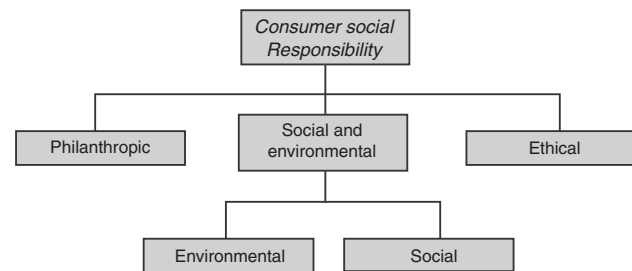 Consumer social
Responsibility
Philanthropic
Social and
environmental
Ethical
Environmental
Social